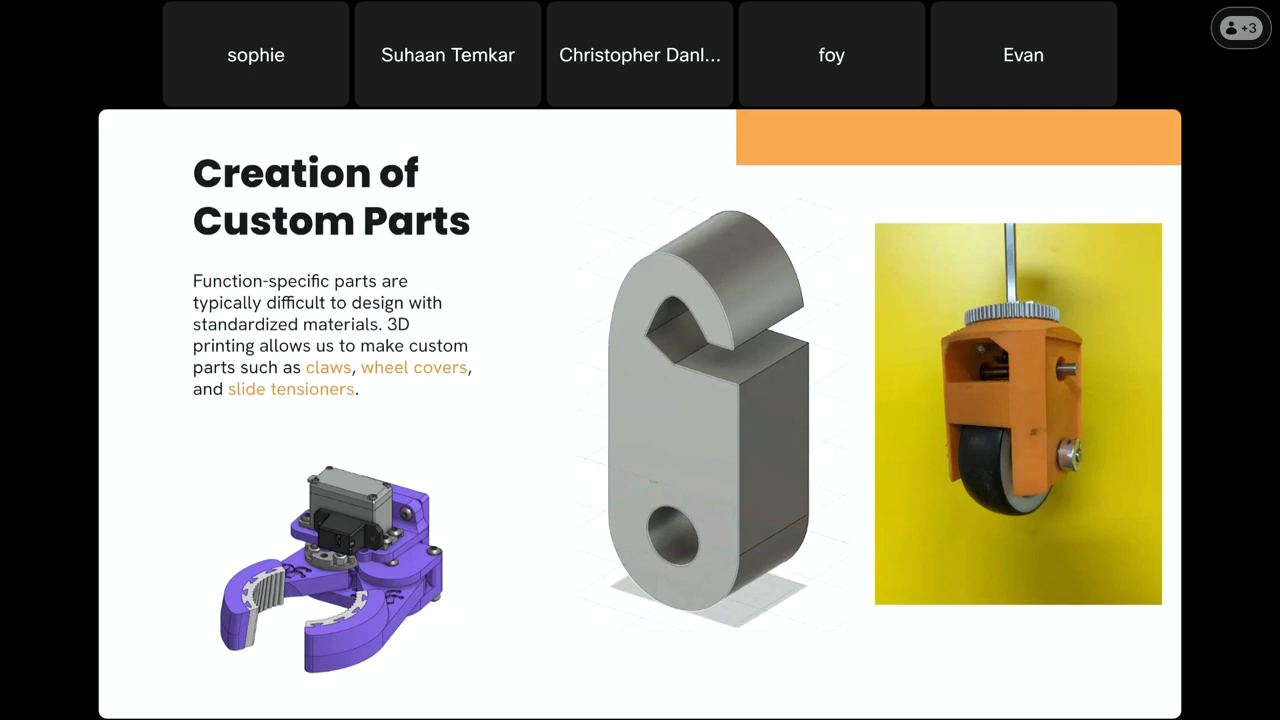 sophie
Suhaan Temkar
Christopher Danl...
foy
Evan
+3
Creation of
Custom Parts
Function-specific parts are
typically difficult to design with
standardized materials. 3D
printing allows us to make custom
parts such as claws, wheel covers,
and slide tensioners.